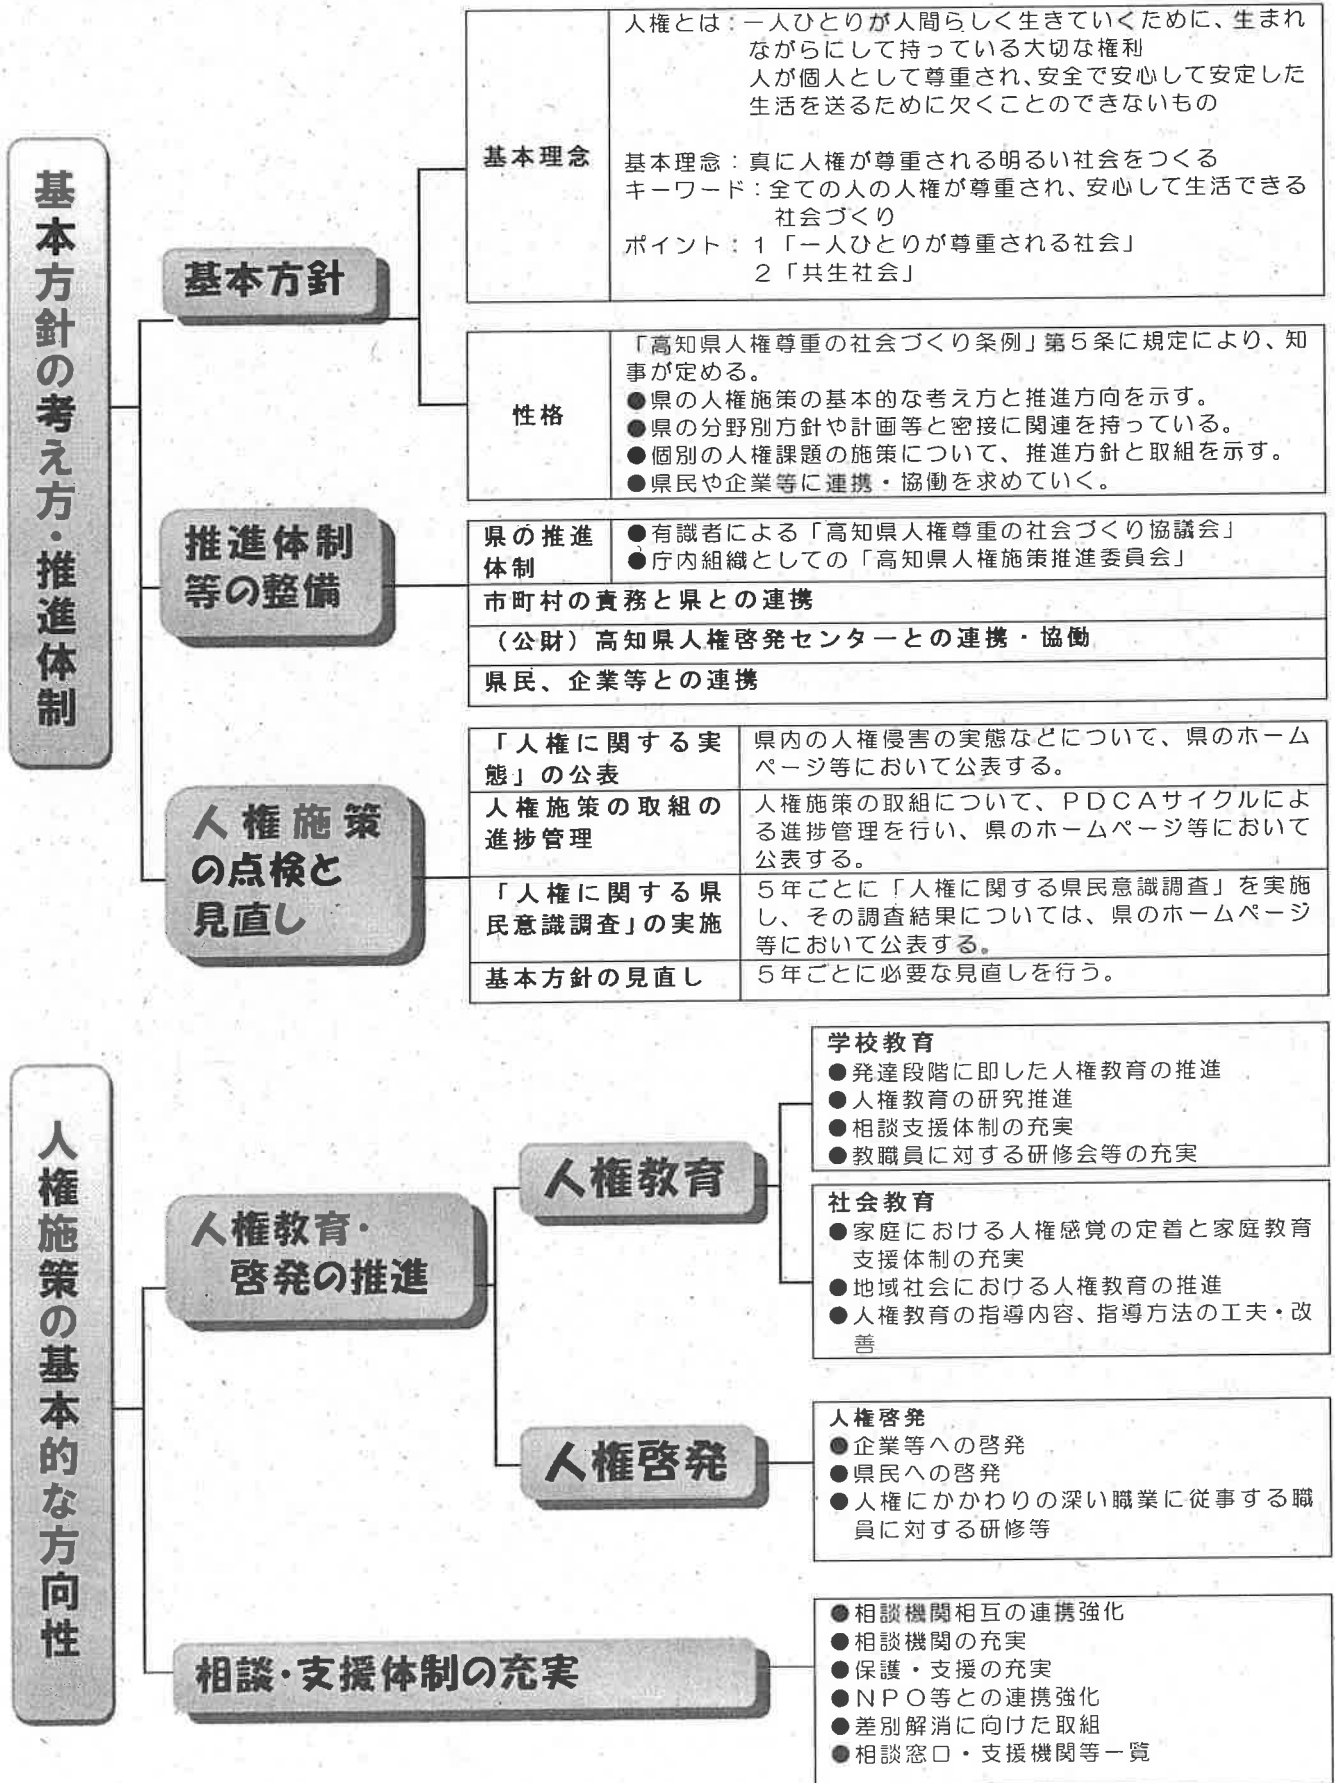 基本方針の考え方・推進体制
基本方針
基本理念
人権とは：一人ひとりが人間らしく生きていくために、生まれ
ながらにして持っている大切な権利
人が個人として尊重され、安全で安心して安定した
生活を送るために欠くことのできないもの
基本理念：真に人権が尊重される明るい社会をつくる
キーワード：全ての人の人権が尊重され、安心して生活できる
社会づくり
ポイント：１「一人ひとりが尊重される社会」
２「共生社会」
性格
「高知県人権尊重の社会づくり条例」第５条に規定により、知
事が定める。
●県の人権施策の基本的な考え方と推進方向を示す。
●県の分野別方針や計画等と密接に関連を持っている。
●個別の人権課題の施策について、推進方針と取組を示す。
●県民や企業等に連携・協働を求めていく。
推進体制
等の整備
県の推進
体制
●有識者による「高知県人権尊重の社会づくり協議会」
●庁内組織としての「高知県人権施策推進委員会」
市町村の責務と県との連携
（公財）高知県人権啓発センターとの連携・協働
県民、企業等との連携
人権施策
の点検と
見直し
「人権に関する実
態」の公表
県内の人権侵害の実態などについて、県のホーム
ページ等において公表する。
人権施策の取組の
進捗管理
人権施策の取組について、ＰＤＣＡサイクルによ
る進捗管理を行い、県のホームページ等において
公表する。
「人権に関する県
民意識調査」の実施
５年ごとに「人権に関する県民意識調査」を実施
し、その調査結果については、県のホームページ
等において公表する。
基本方針の見直し
５年ごとに必要な見直しを行う。
人権施策の基本的な方向性
人権教育・
啓発の推進
人権教育
学校教育
●発達段階に即した人権教育の推進
●人権教育の研究推進
●相談支援体制の充実
●教職員に対する研修会等の充実
社会教育
●家庭における人権感覚の定着と家庭教育
支援体制の充実
●地域社会における人権教育の推進
●人権教育の指導内容、指導方法の工夫・改
善
人権啓発
人権啓発
●企業等への啓発
●県民への啓発
●人権にかかわりの深い職業に従事する職
員に対する研修等
相談・支援体制の充実
●相談機関相互の連携強化
●相談機関の充実
●保護・支援の充実
●ＮＰＯ等との連携強化
●差別解消に向けた取組
●相談窓口・支援機関等一覧